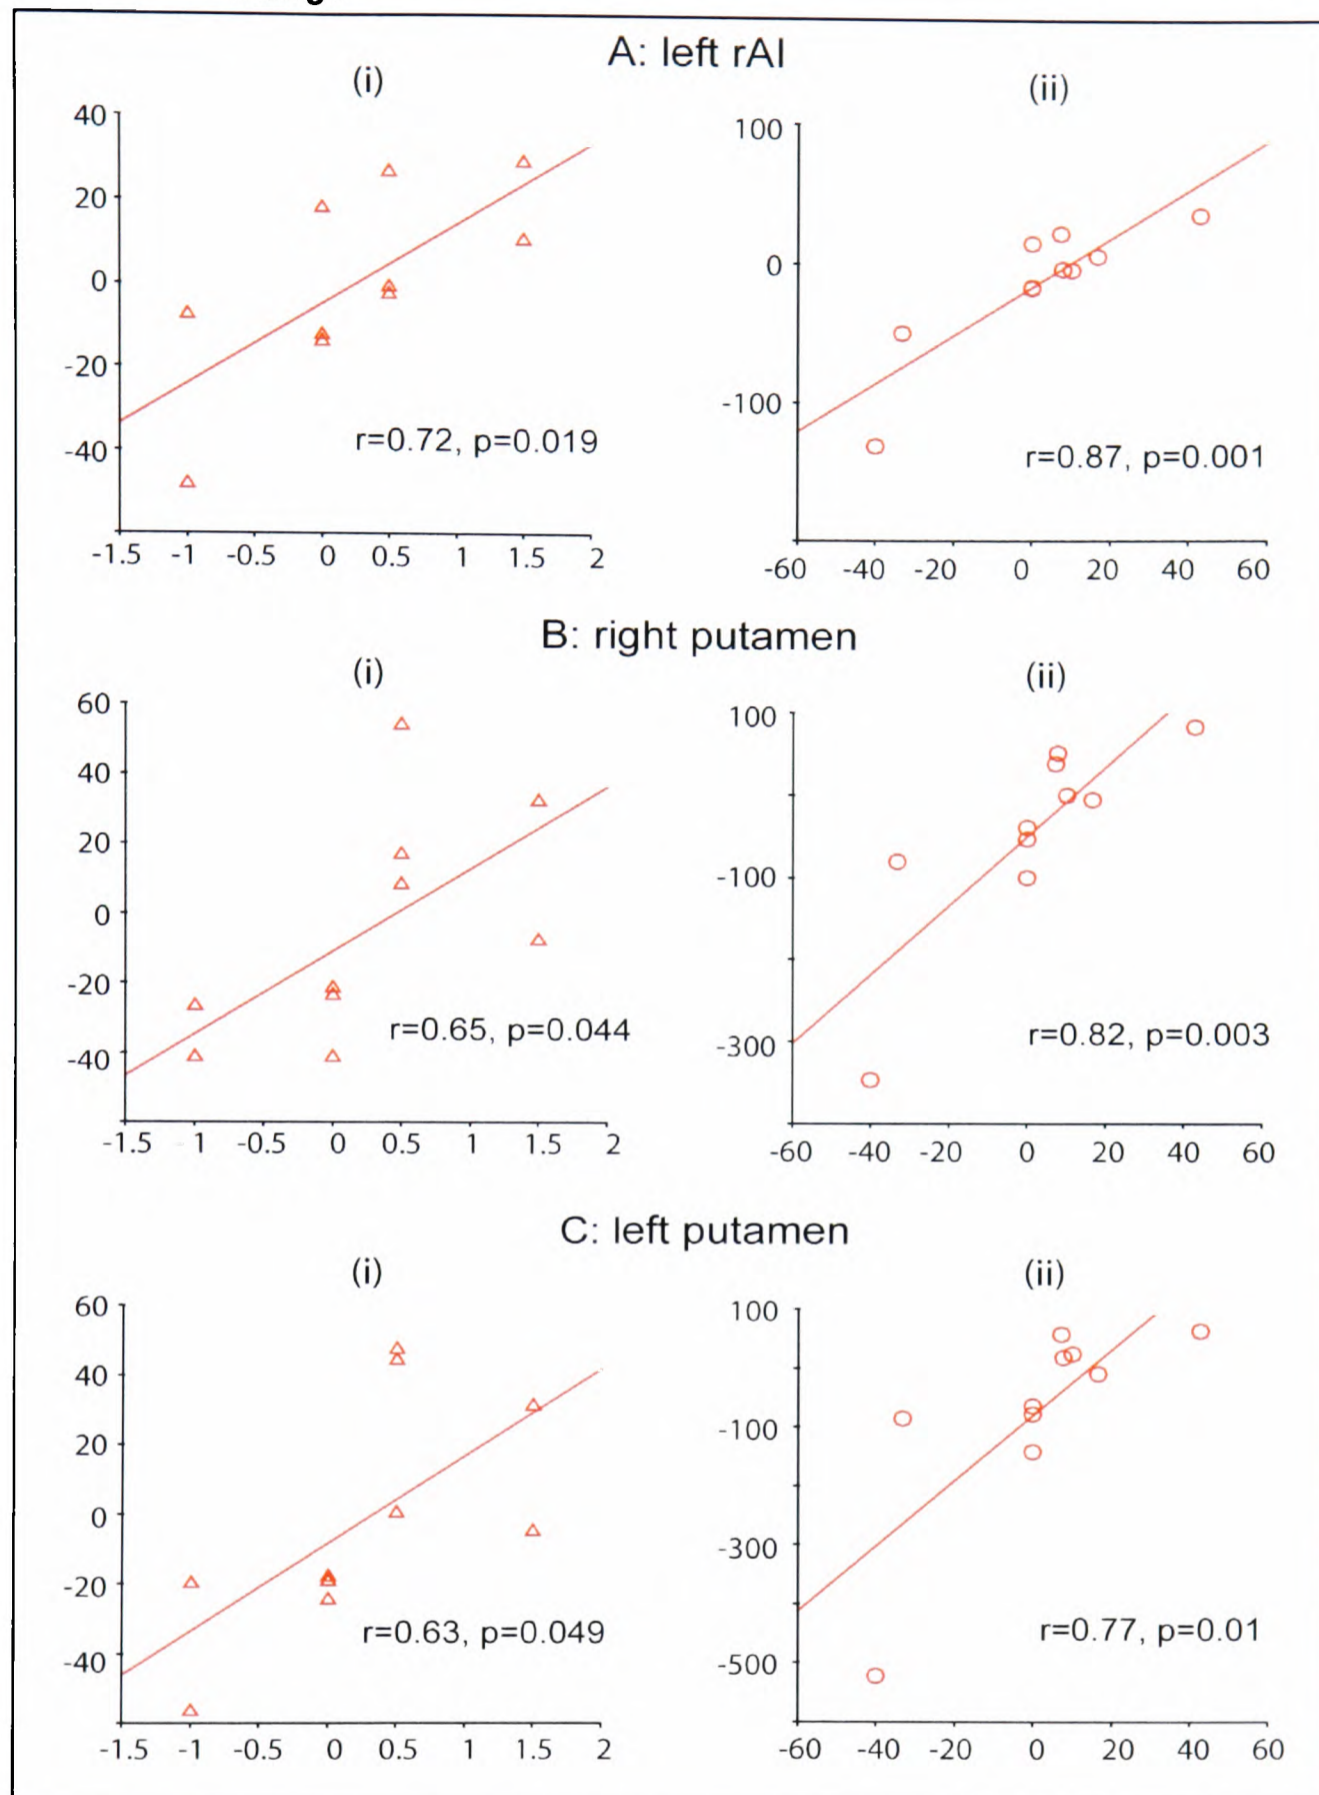 A: left rAI
(i)
(ii)
40
20
0
-20
-40
-1.5 -1 -0.5 0 0.5 1 1.5 2
r=0.72, p=0.019
100
0
-100
-60 -40 -20 0 20 40 60
r=0.87, p=0.001
B: right putamen
(i)
(ii)
60
40
20
0
-20
-40
-1.5 1 -0.5 0 0.5 1 1.5 2
r=0.65, p=0.044
100
-100
-300
-60 -40 -20 0 20 40 60
r=0.82, p=0.003
C: left putamen
(i)
(ii)
60
40
20
0
-20
-40
-1.5 -1 -0.5 0 0.5 1 1.5 2
r=0.63, p=0.049
100
-100
-300
-500
-60 -40 -20 0 20 40 60
r=0.77, p=0.01